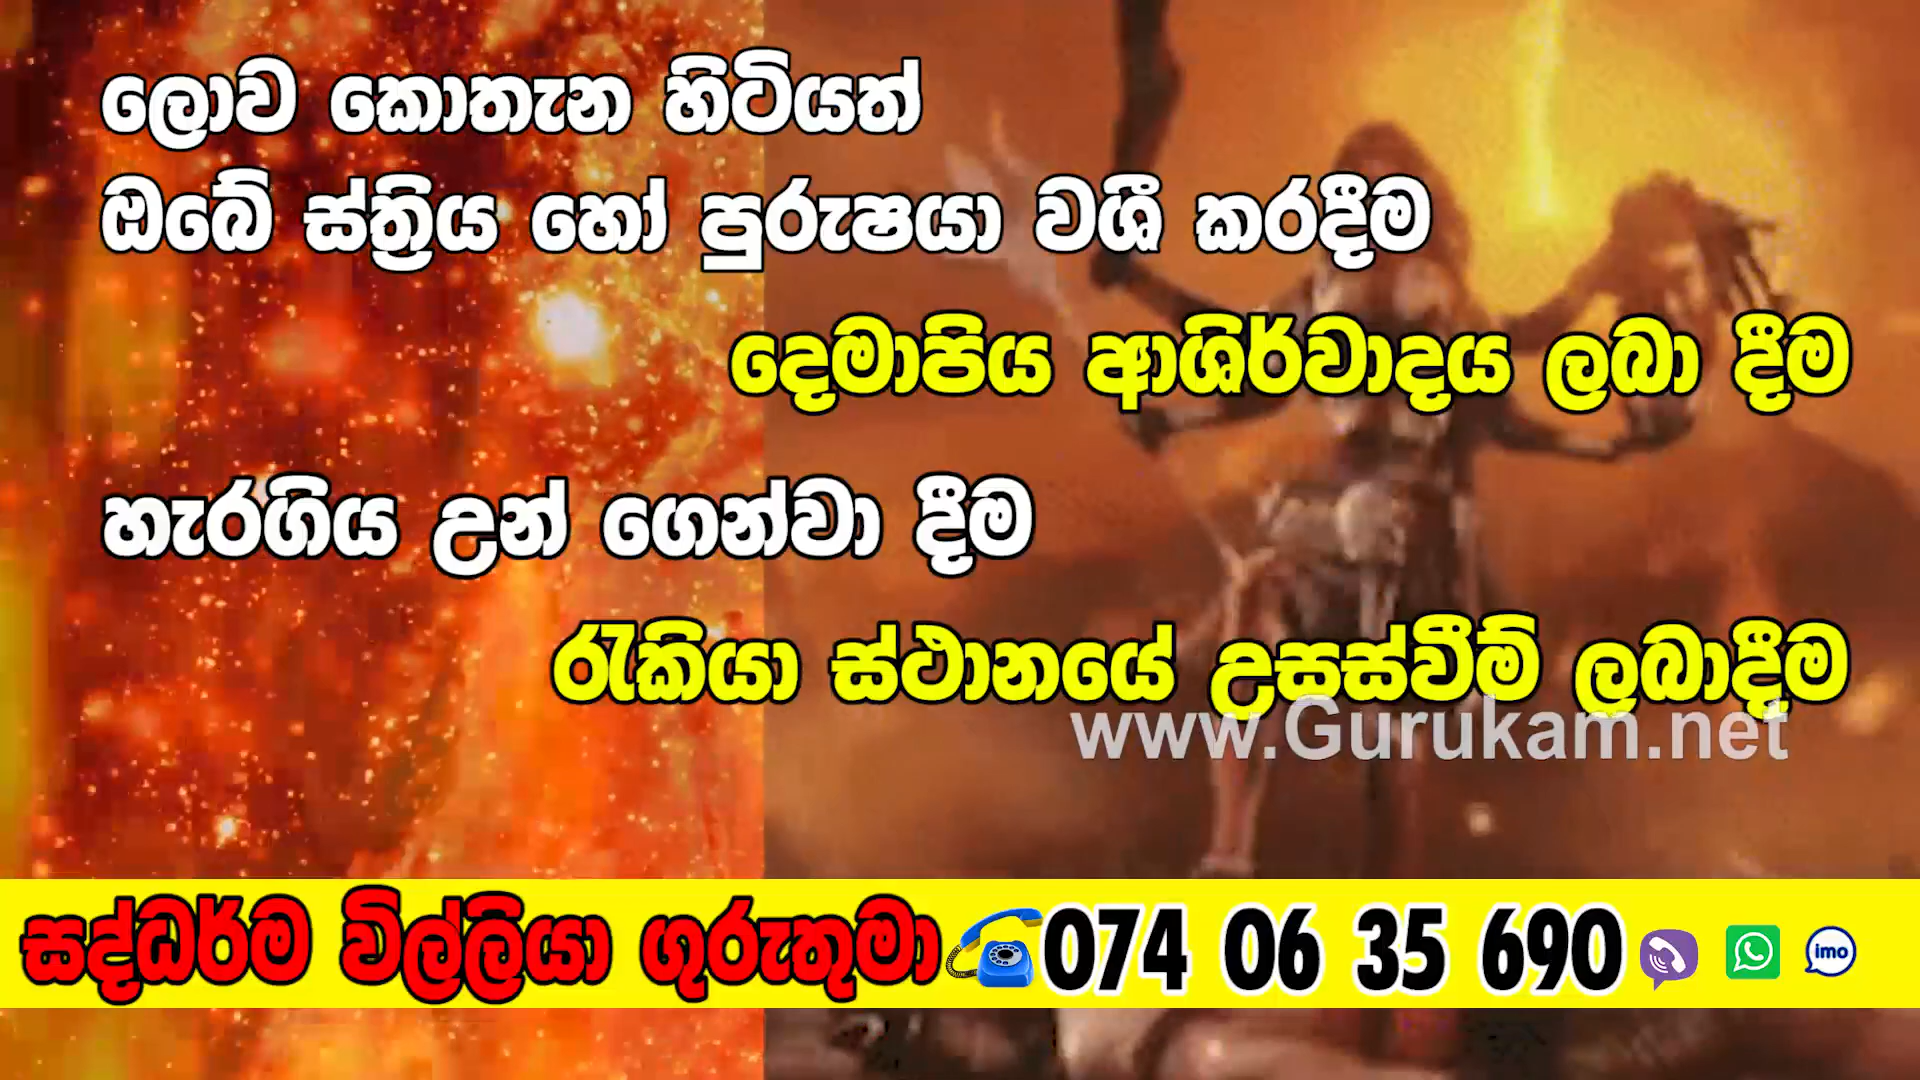 ලොව කොතැන හිටියත්
ඔබේ ස්ත්‍රිය හෝ පුරුෂයා වශී කරදීම
දෙමාපිය ආශිර්වාදය ලබා දීම
හැරගිය උන් ගෙන්වා දීම
රැකියා ස්ථානයේ උසස්වීම් ලබාදීම
www.Gurukam.net
සද්ධර්ම විල්ලියා ගුරුතුමා 074 06 35 690
imo